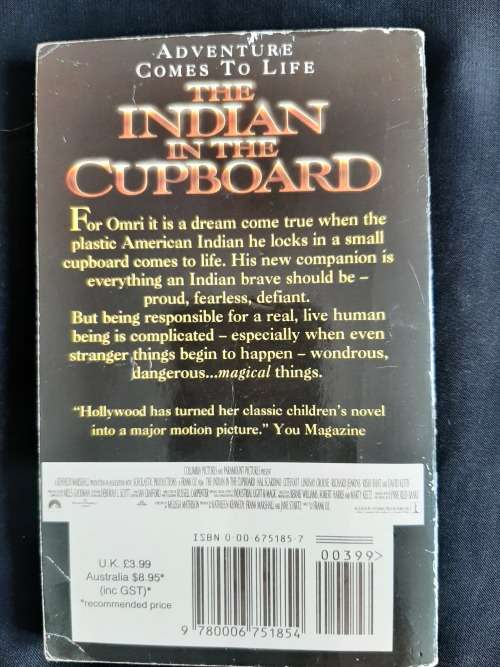 ADVENTURE
COMES TO LIFE
THE
INDIAN
IN THE
CUPBOARD
For Omri it is a dream come true when the
plastic American Indian he locks in a small
cupboard comes to life. His new companion is
everything an Indian brave should be –
proud, fearless, defiant.
But being responsible for a real, live human
being is complicated – especially when even
stranger things begin to happen – wondrous,
dangerous...magical things.
“Hollywood has turned her classic children's novel
into a major motion picture.” You Magazine
COLUMBIA PICTURES AND PARAMOUNT PICTURES PRESENT
ISBN 0-00-675185-7
00399>
U.K. £3.99
Australia $8.95*
(inc GST)*
*recommended price
9 780006 751854